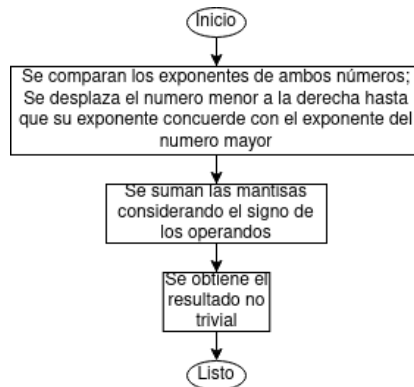 Inicio
Se comparan los exponentes de ambos números;
Se desplaza el numero menor a la derecha hasta
que su exponente concuerde con el exponente del
numero mayor
Se suman las mantisas
considerando el signo de
los operandos
Se obtiene el
resultado no
trivial
Listo